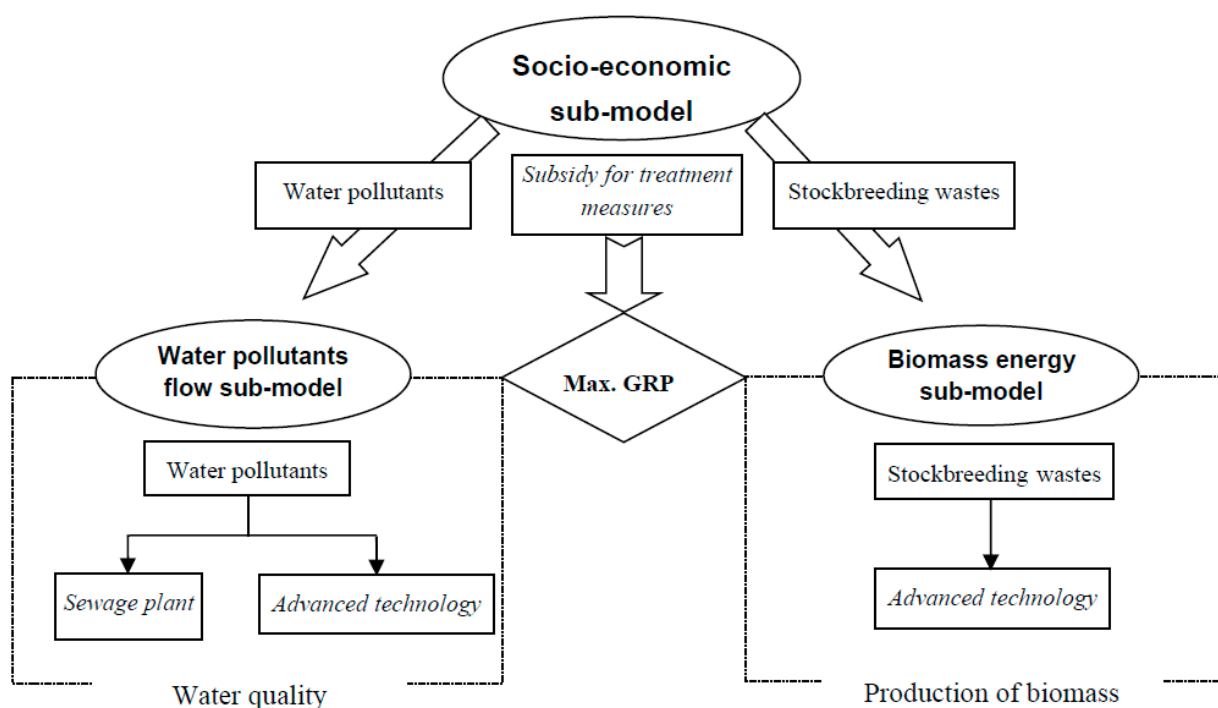 Socio-economic
sub-model
Water pollutants
Subsidy for treatment
measures
Stockbreeding wastes
Water pollutants
flow sub-model
Max. GRP
Biomass energy
sub-model
Water pollutants
Stockbreeding wastes
Sewage plant
Advanced technology
Advanced technology
Water quality
Production of biomass